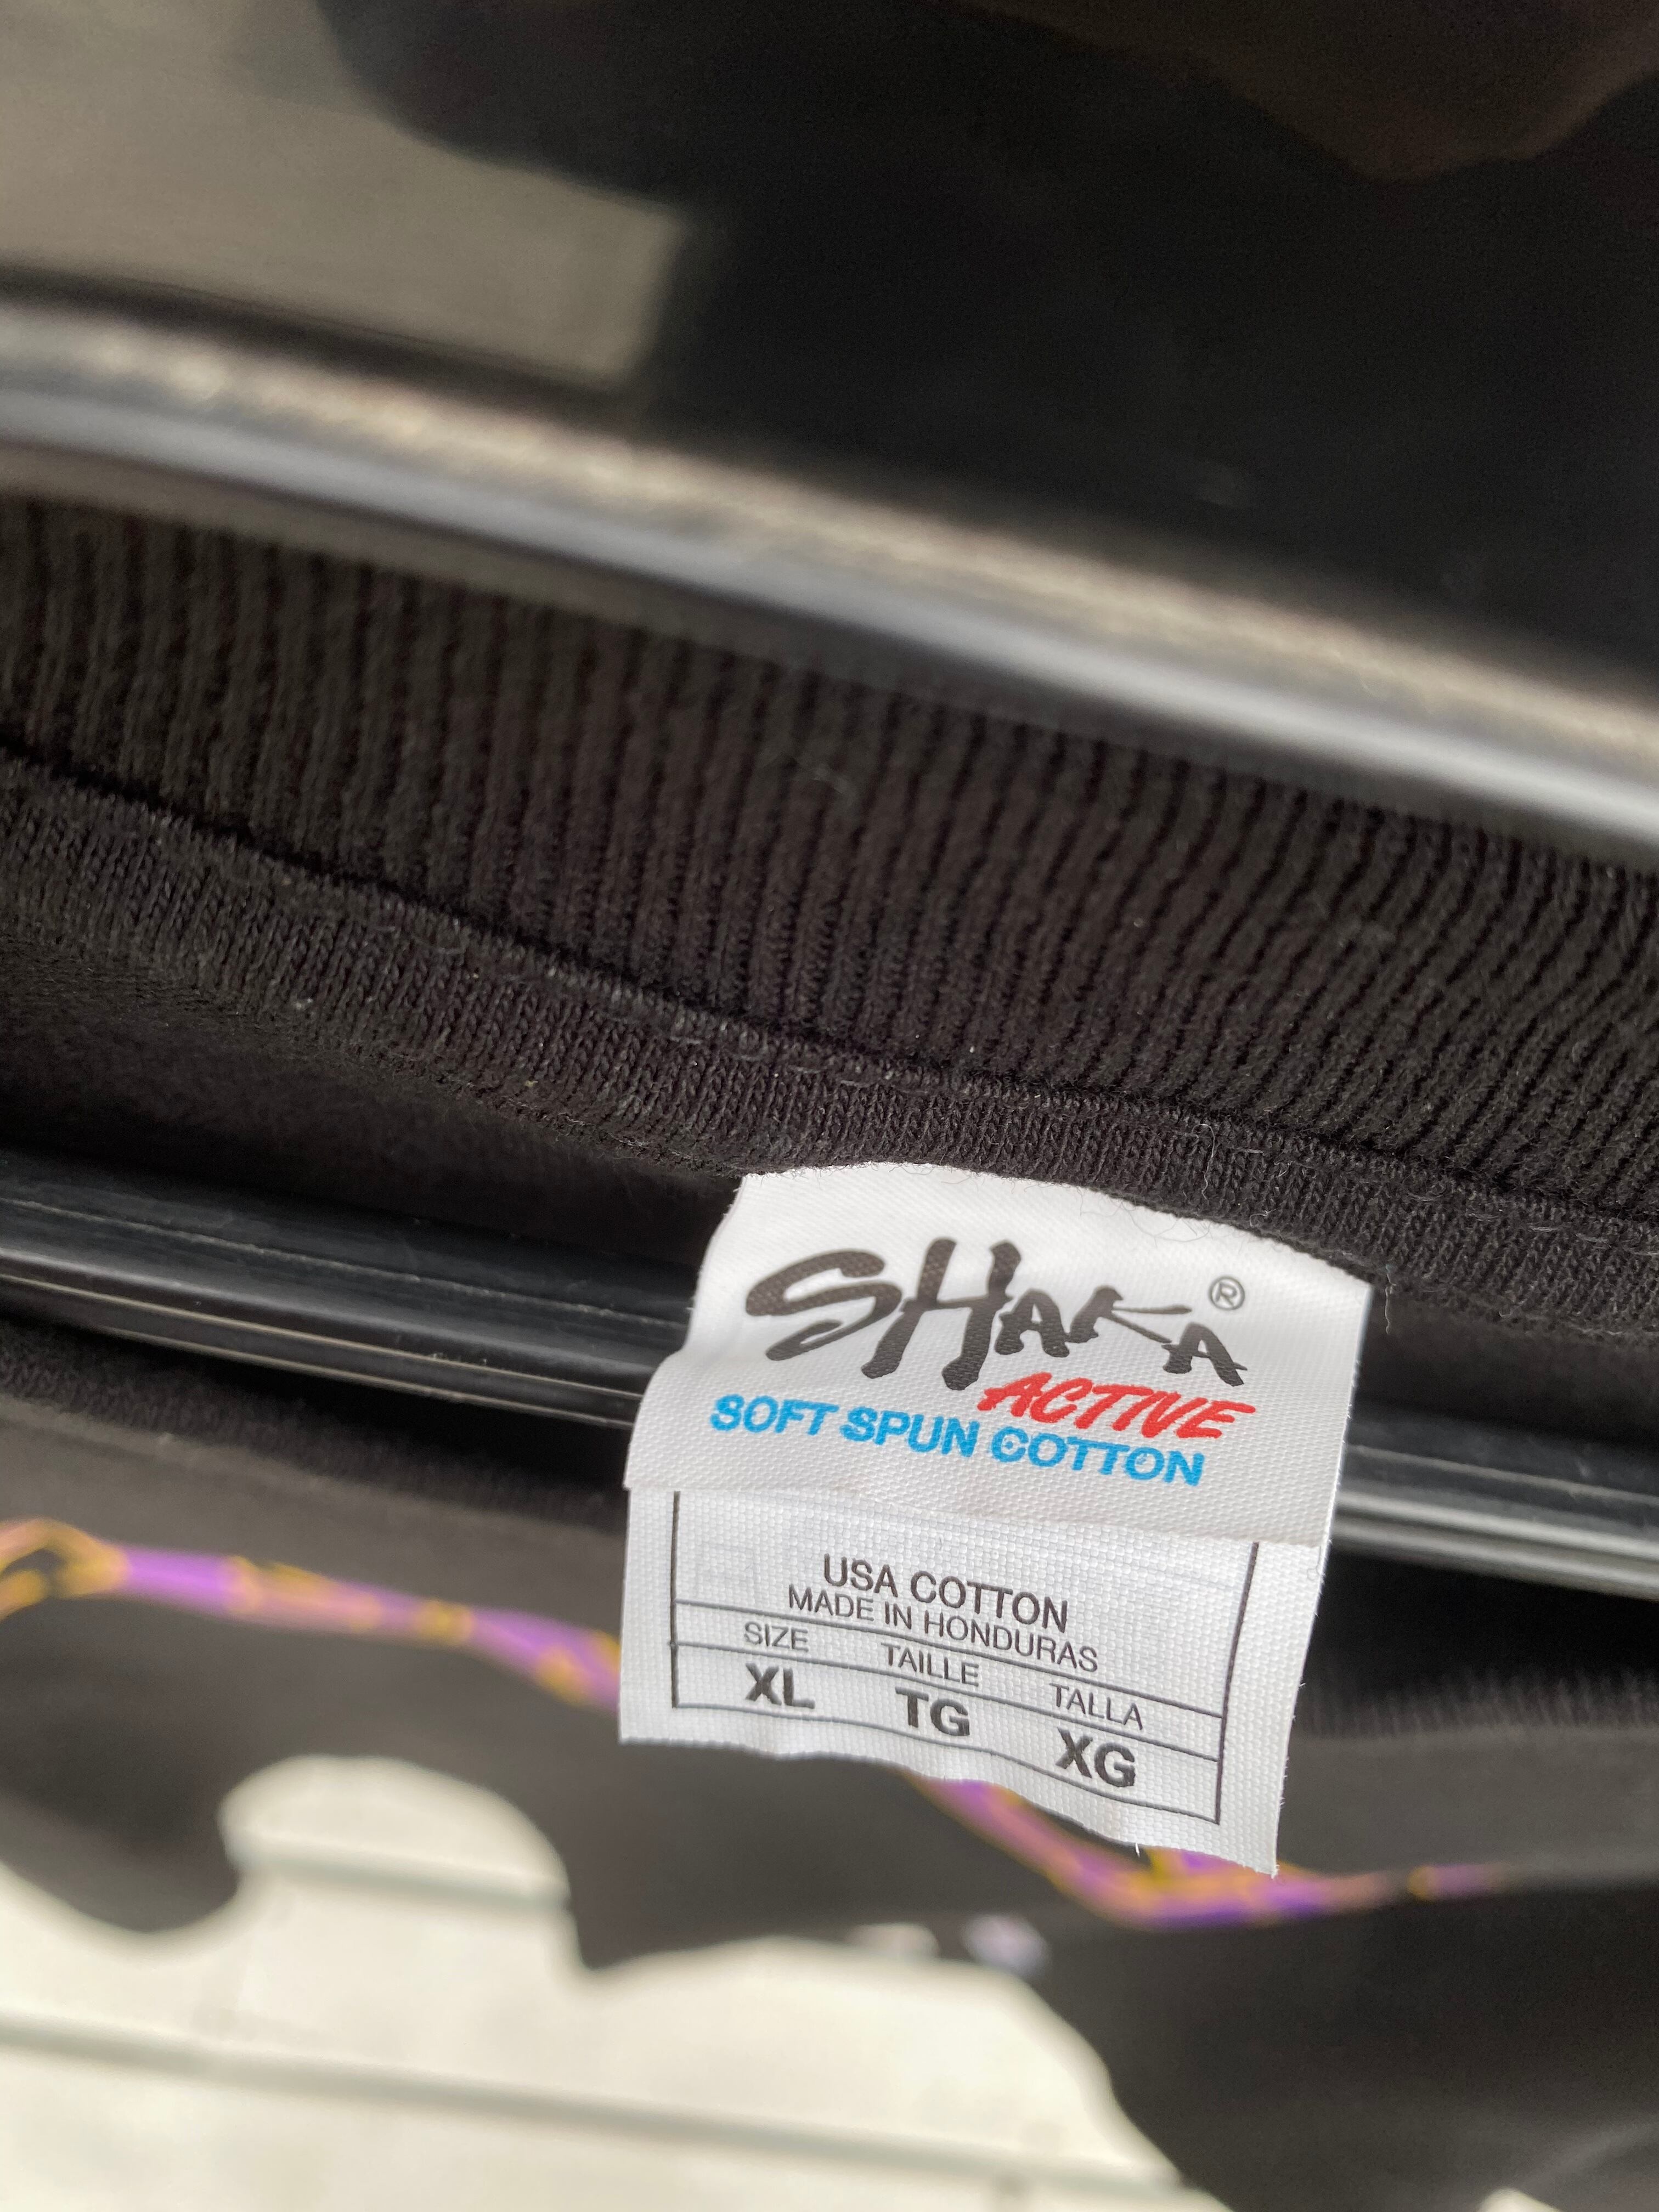 SHAKA®
ACTIVE
SOFT SPUN COTTON
USA COTTON
MADE IN HONDURAS
SIZE TAILLE TALLA
XL TG XG